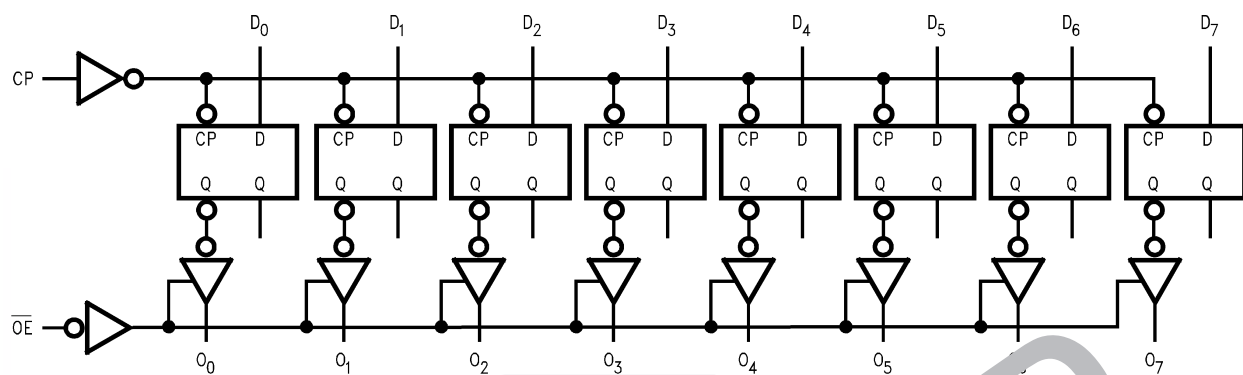 D0 D1 D2 D3 D4 D5 D6 D7
CP
CP D CP D CP D CP D CP D CP D CP D CP D
Q Q Q Q Q Q Q Q Q Q Q Q Q Q Q Q
OE
O0 O1 O2 O3 O4 O5 O7